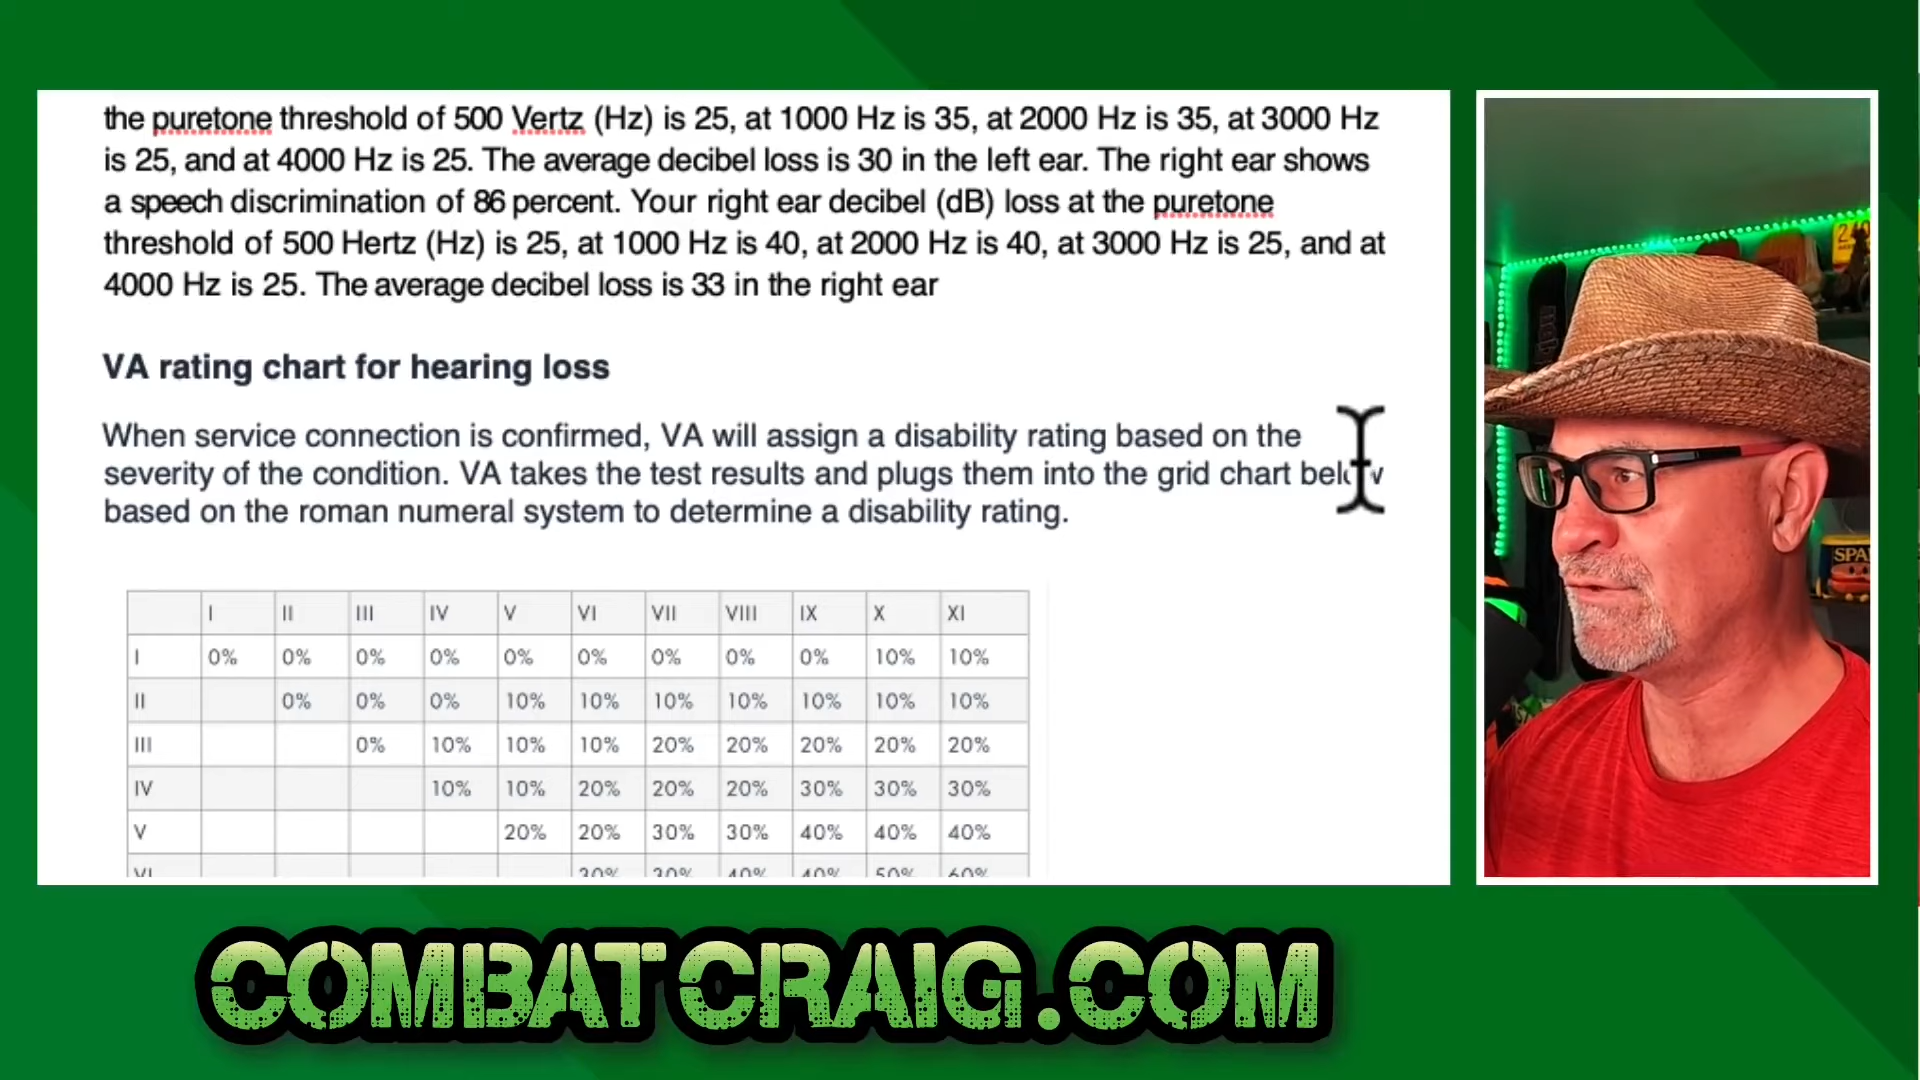 the puretone threshold of 500 Vertz (Hz) is 25, at 1000 Hz is 35, at 2000 Hz is 35, at 3000 Hz
is 25, and at 4000 Hz is 25. The average decibel loss is 30 in the left ear. The right ear shows
a speech discrimination of 86 percent. Your right ear decibel (dB) loss at the puretone
threshold of 500 Hertz (Hz) is 25, at 1000 Hz is 40, at 2000 Hz is 40, at 3000 Hz is 25, and at
4000 Hz is 25. The average decibel loss is 33 in the right ear
VA rating chart for hearing loss
When service connection is confirmed, VA will assign a disability rating based on the
severity of the condition. VA takes the test results and plugs them into the grid chart below
based on the roman numeral system to determine a disability rating.
I II III IV V VI VII VIII IX X XI
I 0% 0% 0% 0% 0% 0% 0% 0% 0% 10% 10%
II 0% 0% 0% 10% 10% 10% 10% 10% 10% 10%
III 0% 10% 10% 10% 20% 20% 20% 20% 20%
IV 10% 10% 20% 20% 20% 30% 30% 30%
V 20% 20% 30% 30% 40% 40% 40%
VI 30% 30% 40% 40% 50% 60%
SPA
COMBATCRAIG.COM